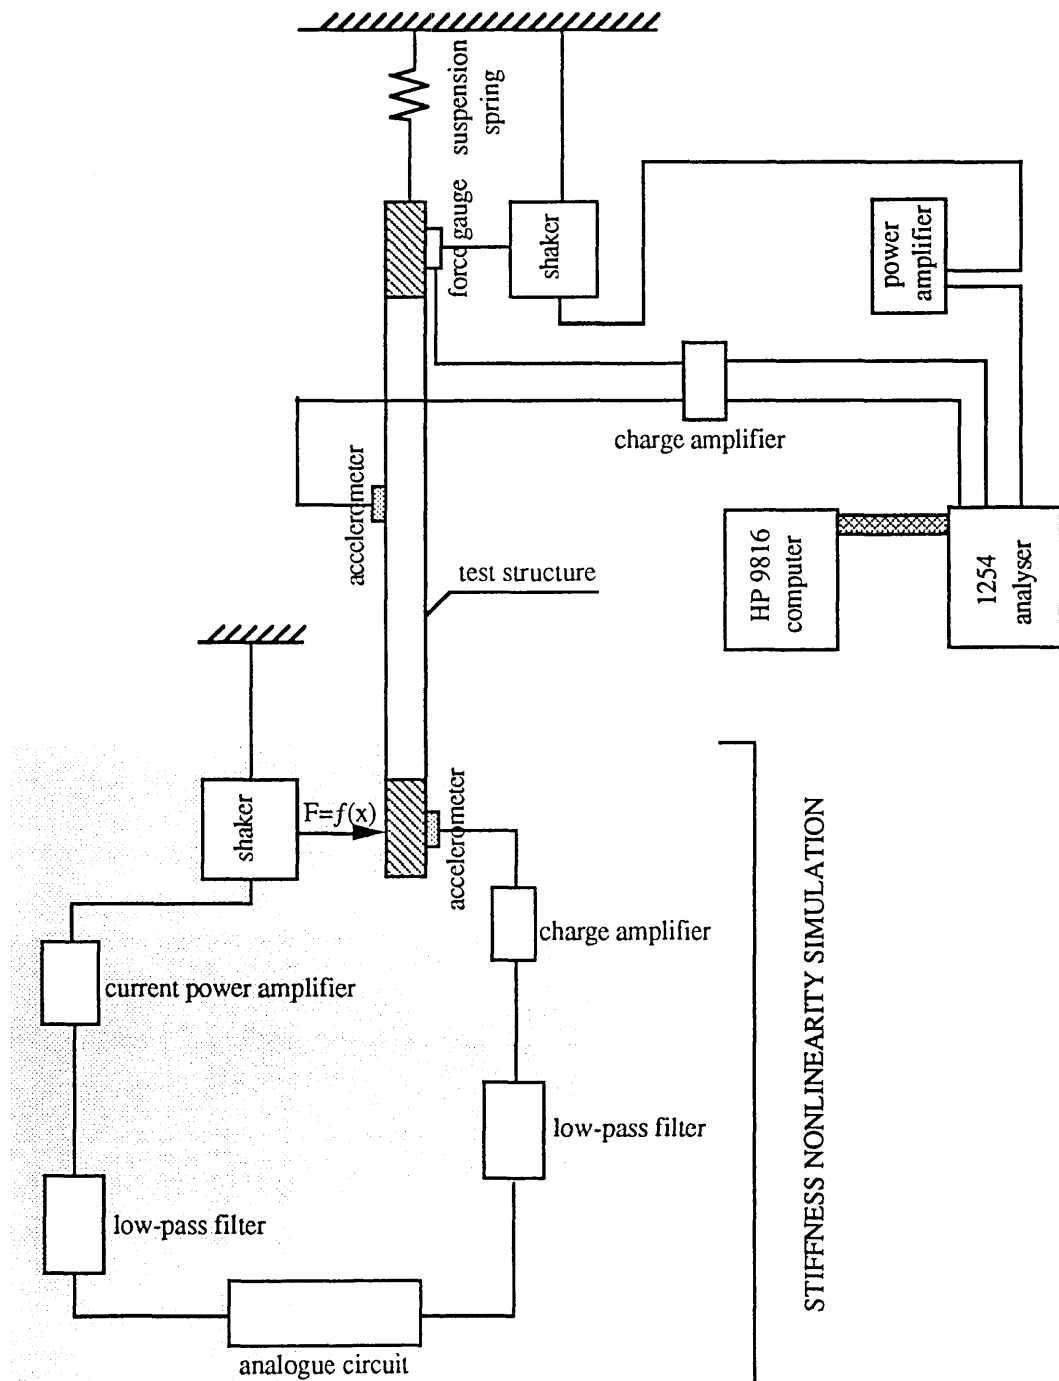 suspension
spring
force gauge
shaker
power
amplifier
charge amplifier
accelerometer
HP 9816
computer
1254
analyser
test structure
shaker
F=f(x)
accelerometer
charge amplifier
current power amplifier
low-pass filter
low-pass filter
analogue circuit
STIFFNESS NONLINEARITY SIMULATION